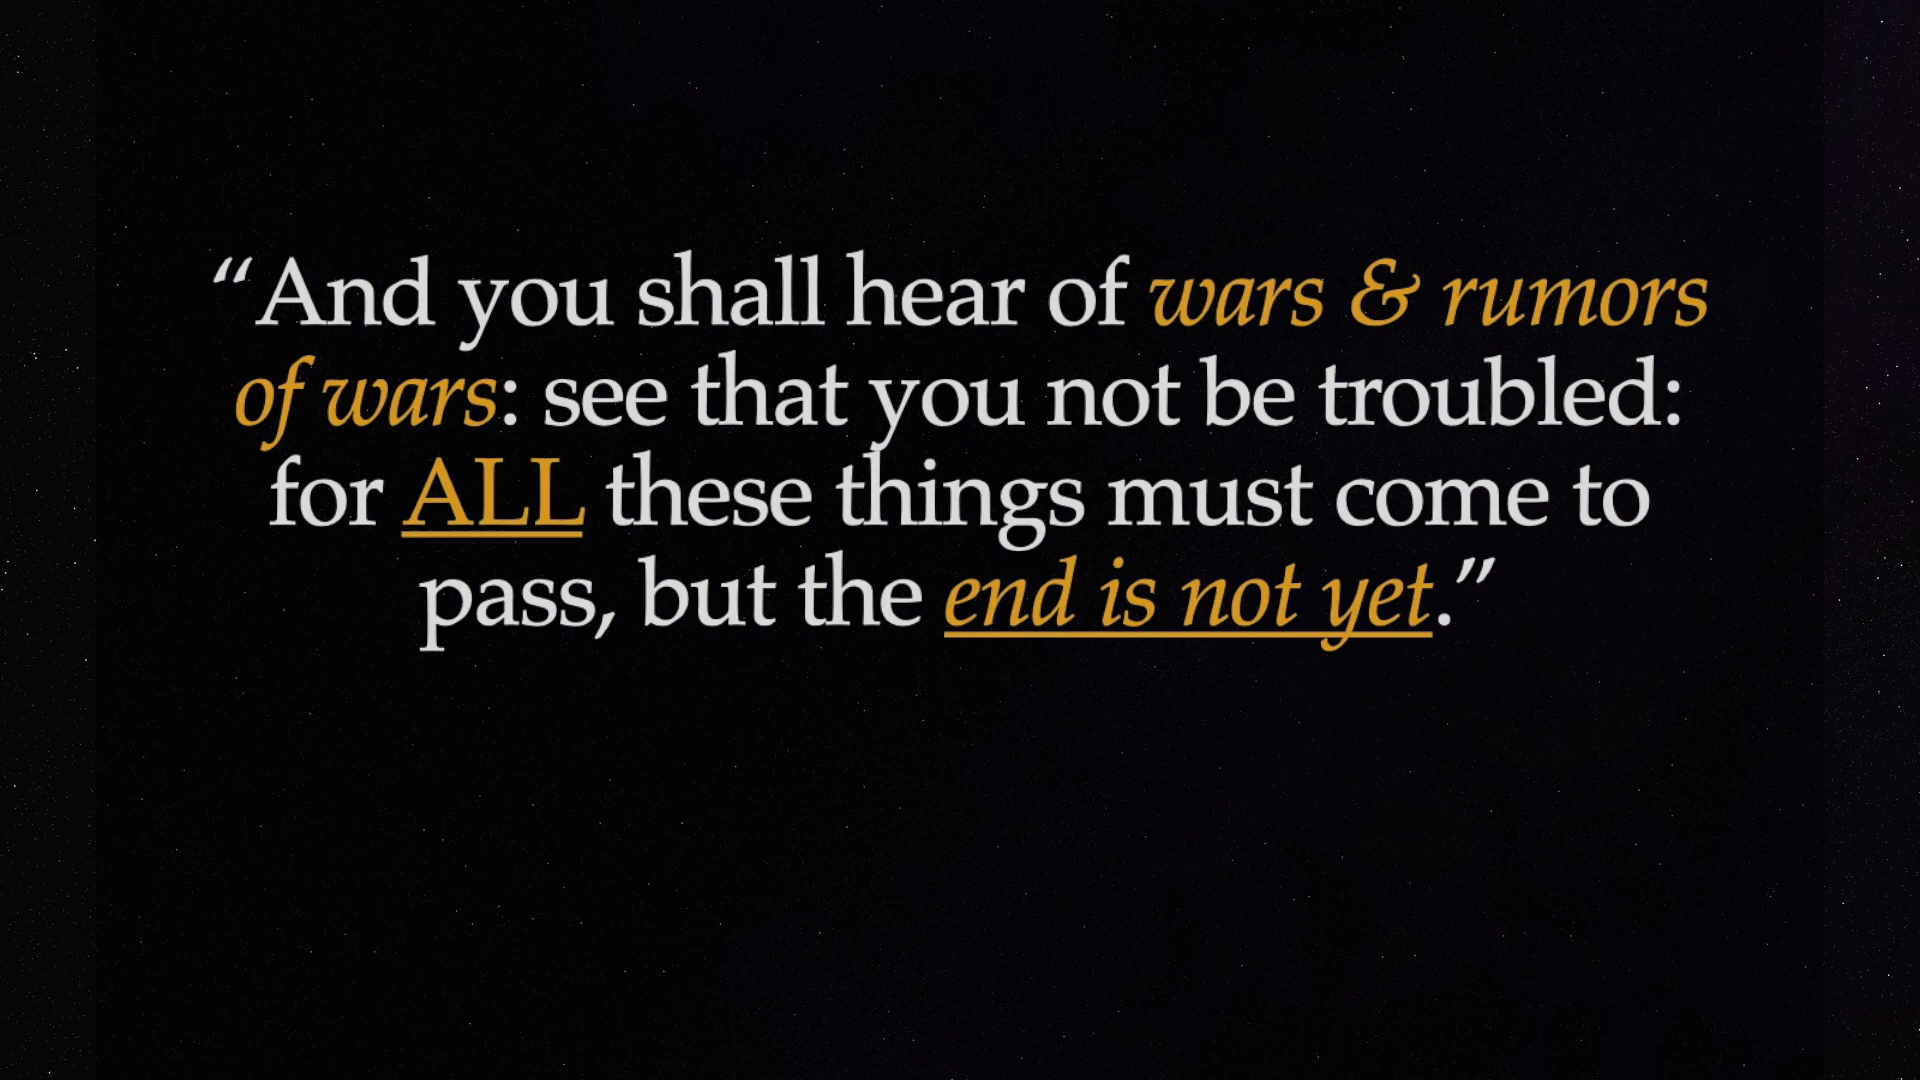 “And you shall hear of wars & rumors
of wars: see that you not be troubled:
for ALL these things must come to
pass, but the end is not yet.”